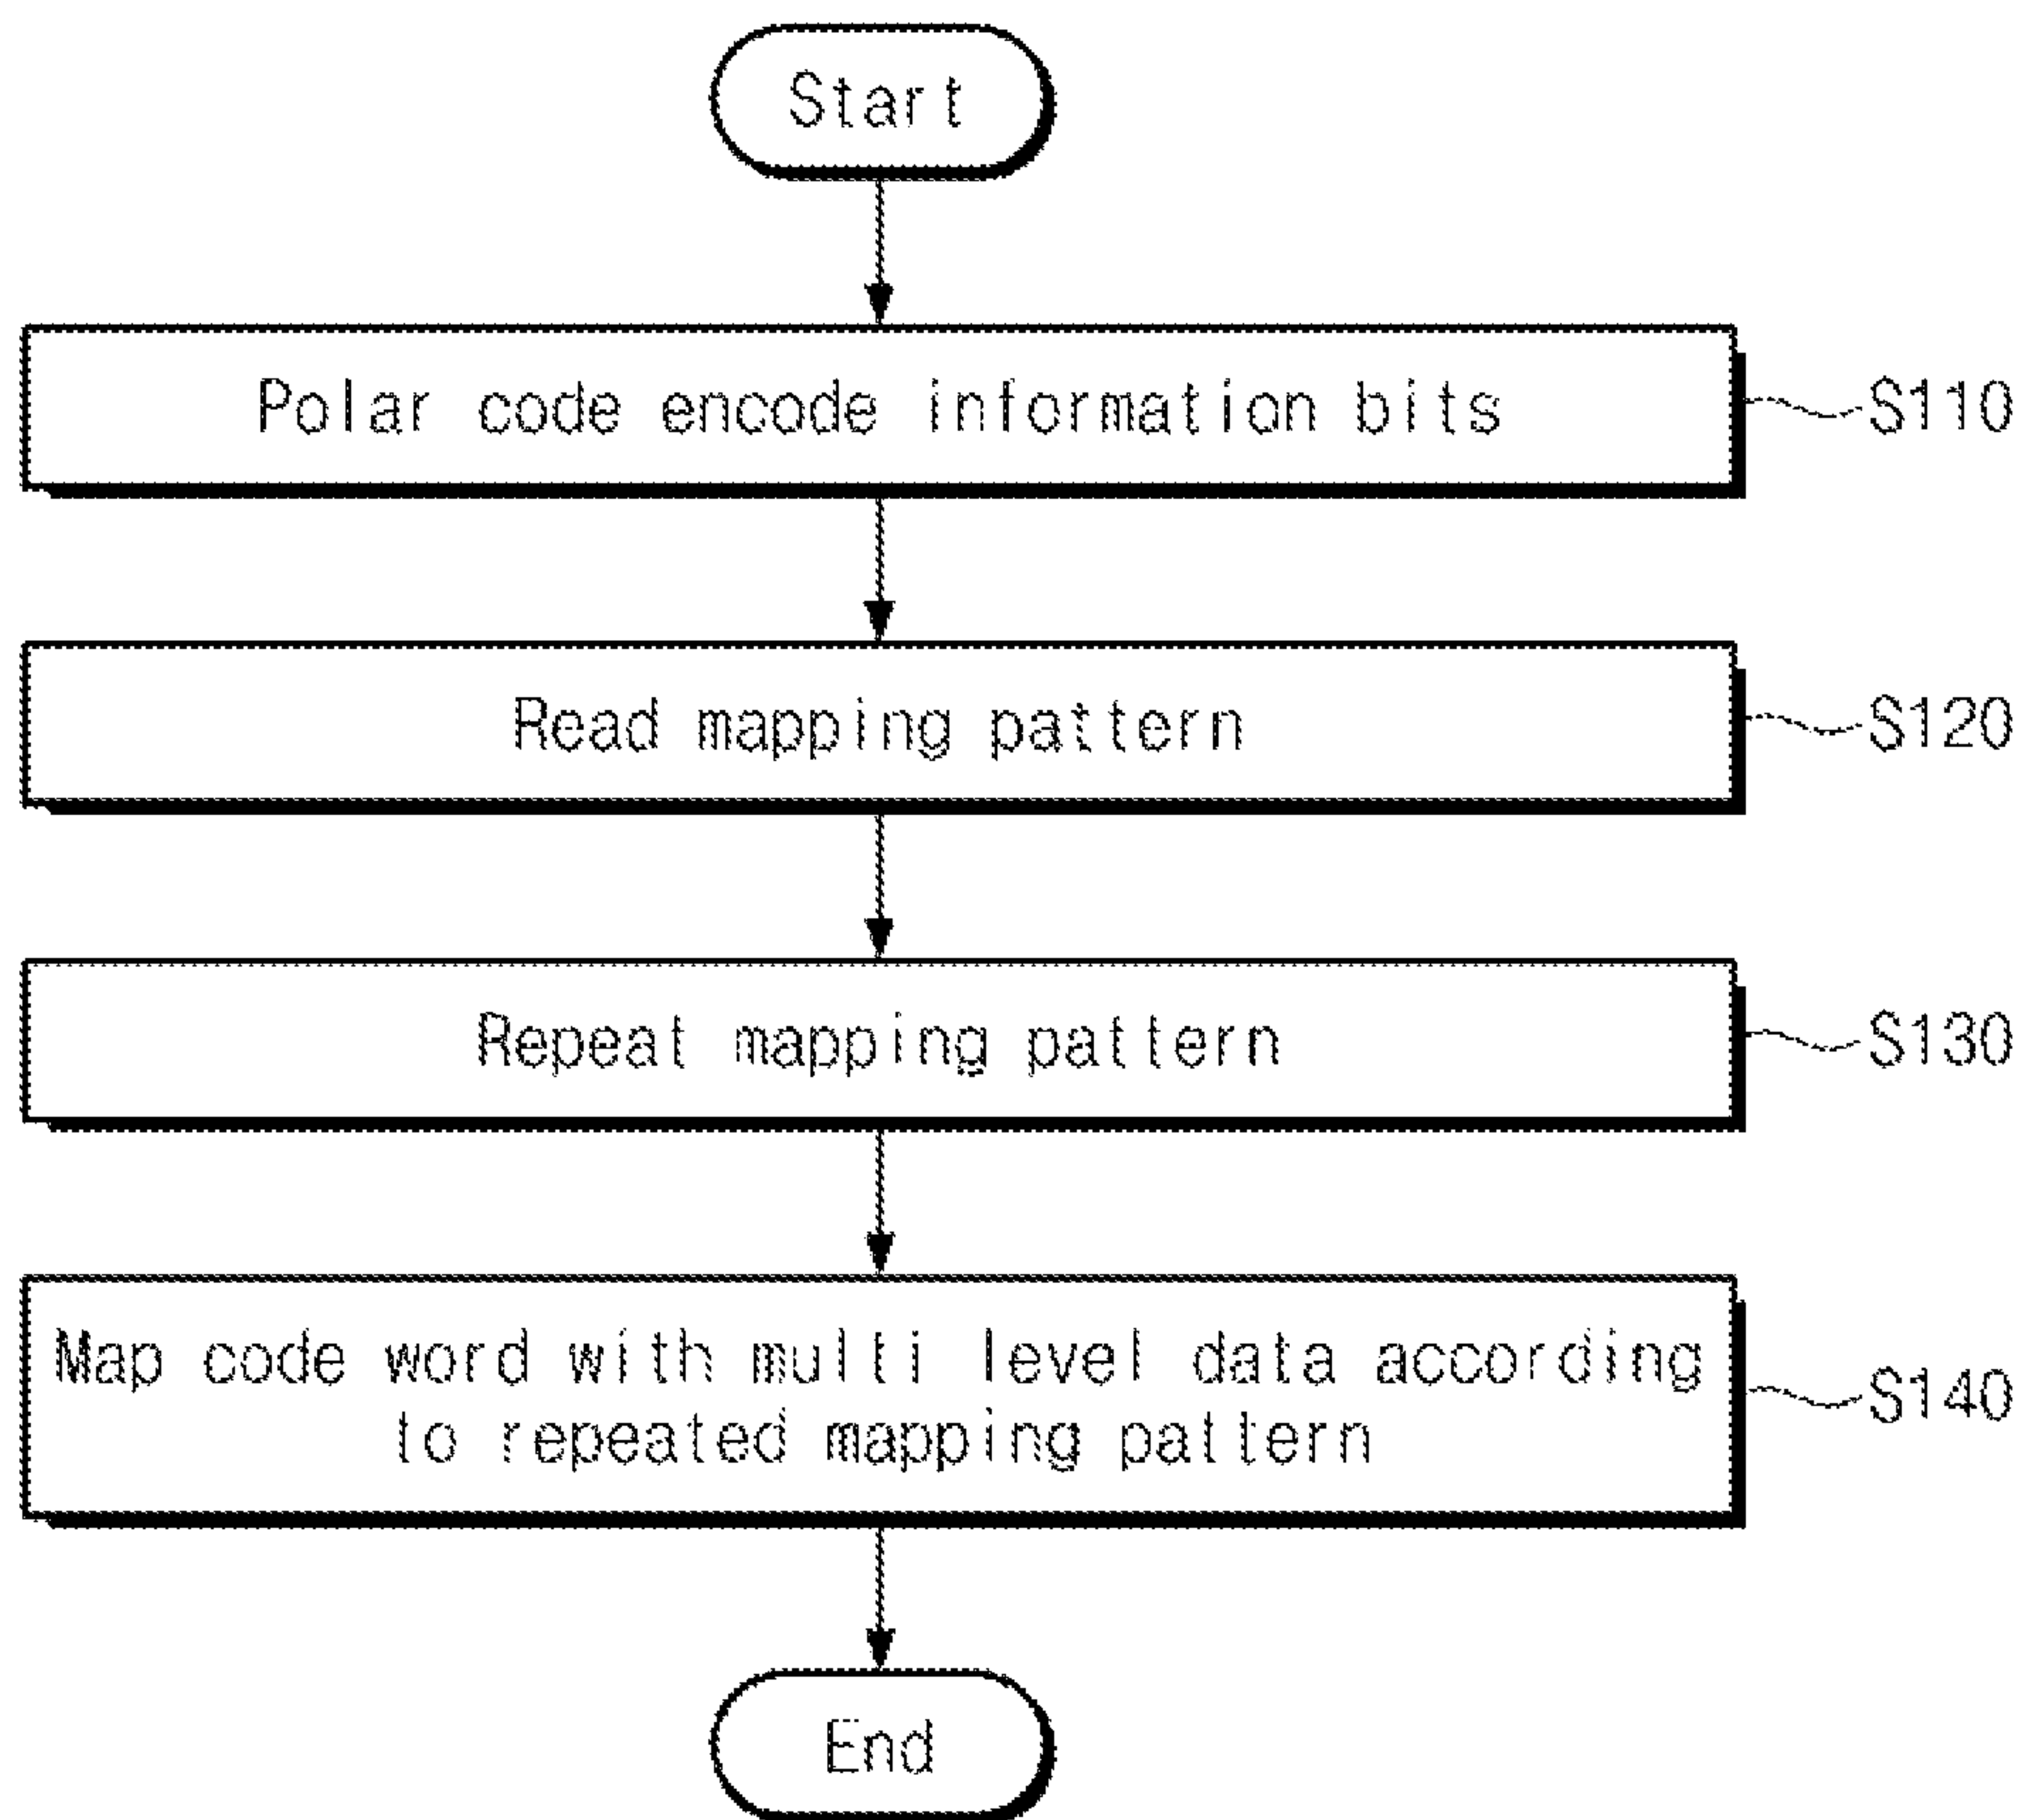 Start
Polar code encode information bits
S110
Read mapping pattern
S120
Repeat mapping pattern
S130
Map code word with multi level data according
to repeated mapping pattern
S140
End